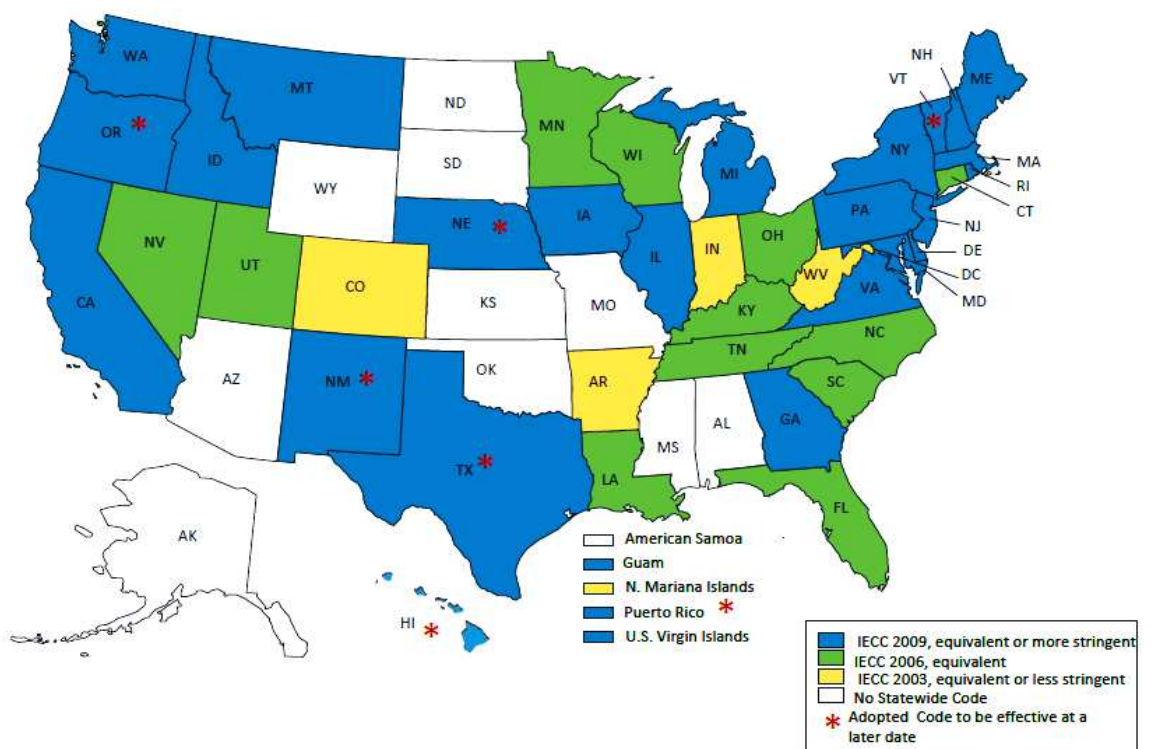 WA
OR *
CA
ID
NV
MT
WY
UT
CO
AZ
NM *
ND
SD
NE *
KS
OK
TX *
MN
IA
MO
AR
LA
WI
IL
MI
IN
OH
KY
TN
MS
AL
GA
FL
SC
NC
VA
WV
PA
NY
VT
*
NH
ME
MA
RI
CT
NJ
DE
DC
MD
AK
HI *
American Samoa
Guam
N. Mariana Islands
Puerto Rico *
U.S. Virgin Islands
IECC 2009, equivalent or more stringent
IECC 2006, equivalent
IECC 2003, equivalent or less stringent
No Statewide Code
* Adopted Code to be effective at a
later date